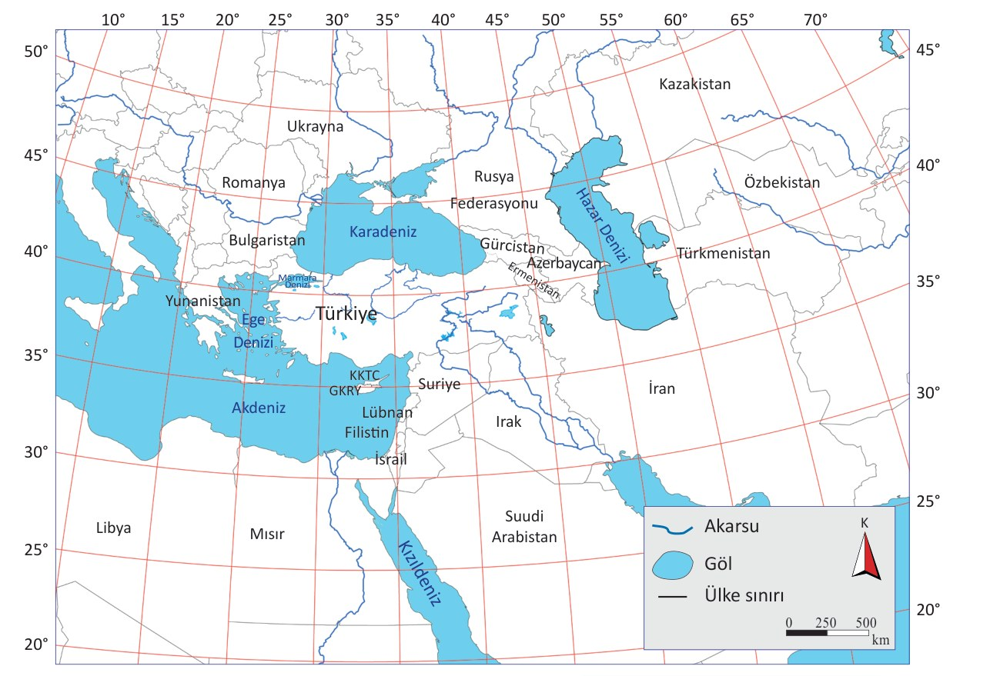 10° 15° 20° 25° 30° 35° 40° 45° 50° 55° 60° 65° 70°
50°
45°
Kazakistan
Ukrayna
45°
40°
Romanya
Rusya
Federasyonu
Özbekistan
Hazar Denizi
Karadeniz
Bulgaristan
Gürcistan
40°
Türkmenistan
Azerbaycan
Ermenistan
Marmara
Denizi
35°
Yunanistan
Türkiye
Ege
Denizi
35°
KKTC
GKRY
Suriye
İran
30°
Akdeniz
Lübnan
Irak
Filistin
30°
İsrail
25°
Libya
Mısır
Suudi
Arabistan
25°
Kızıldeniz
20°
20°
Akarsu
K
Göl
Ülke sınırı
0 250 500
km